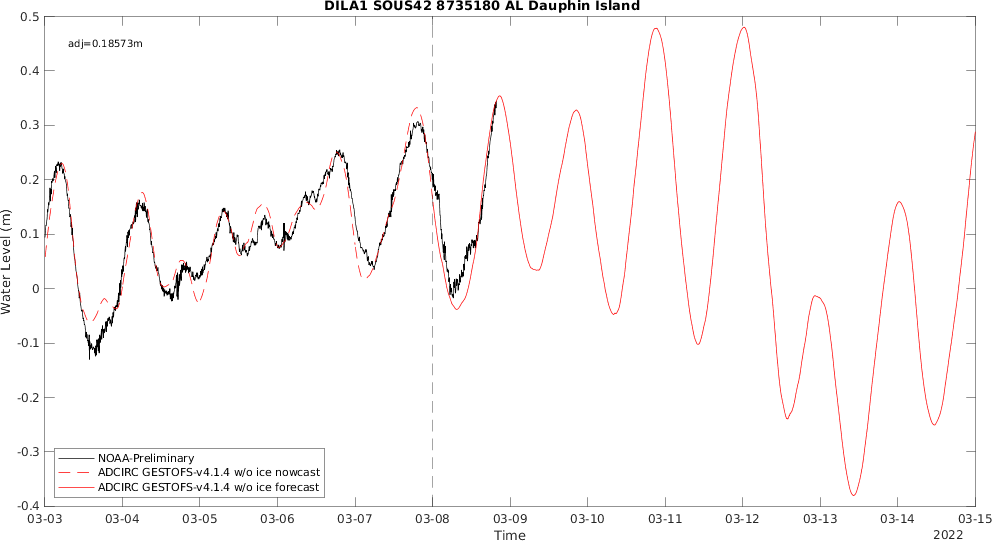 DILA1 SOUS42 8735180 AL Dauphin Island
adj=0.18573m
0.5
0.4
0.3
0.2
0.1
0
-0.1
-0.2
-0.3
-0.4
Water Level (m)
NOAA-Preliminary
ADCIRC GESTOFS-v4.1.4 w/o ice nowcast
ADCIRC GESTOFS-v4.1.4 w/o ice forecast
03-03 03-04 03-05 03-06 03-07 03-08 03-09 03-10 03-11 03-12 03-13 03-14 03-15
Time
2022